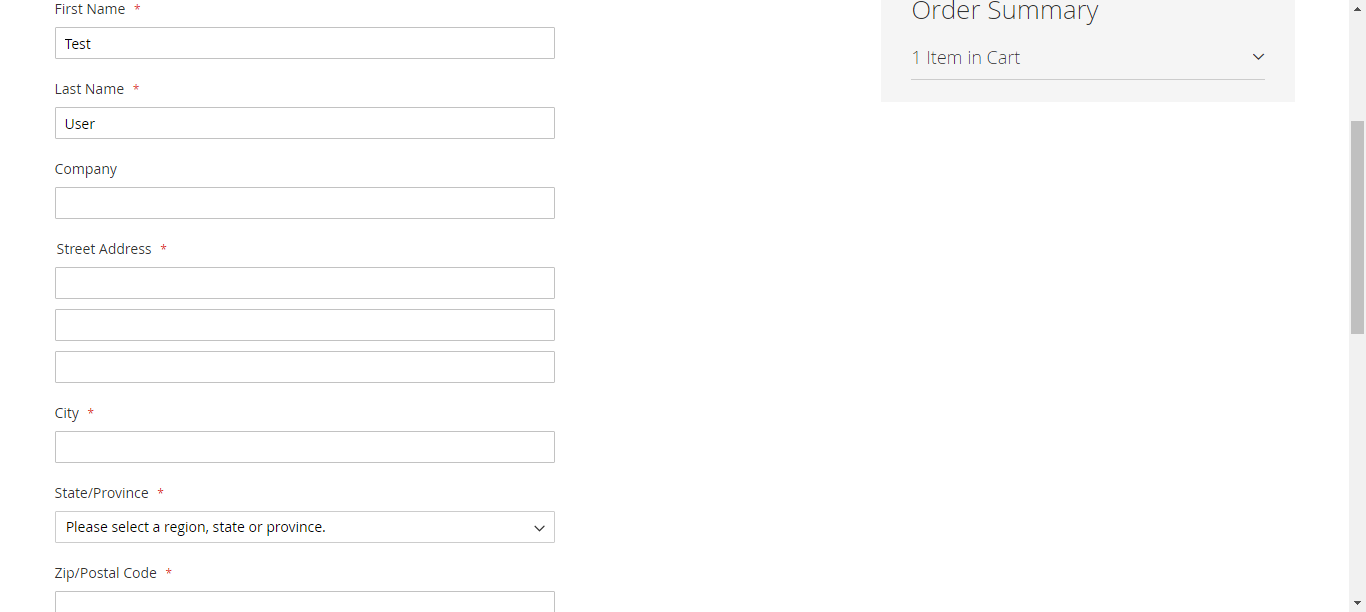 First Name *
Test
Last Name *
User
Company
Street Address *
City *
State/Province *
Please select a region, state or province.
Zip/Postal Code *
Order Summary
1 Item in Cart